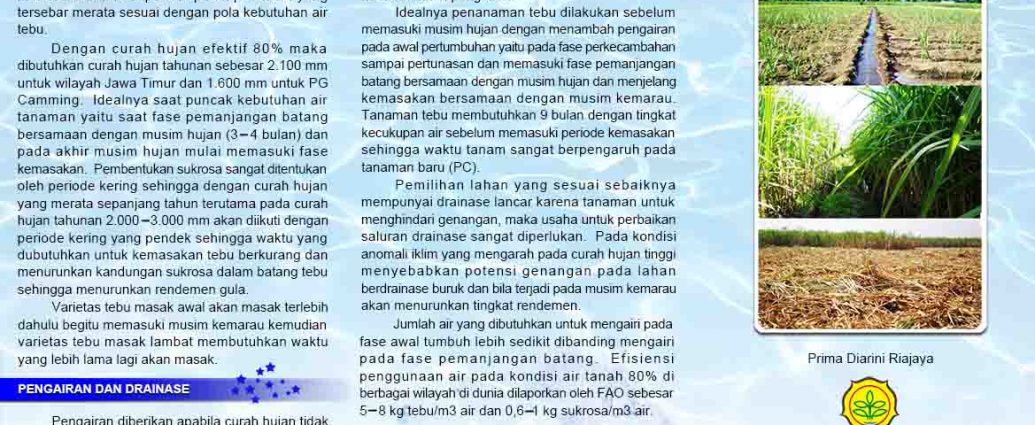 tersebar merata sesuai dengan pola kebutuhan air
tebu.
Dengan curah hujan efektif 80% maka
dibutuhkan curah hujan tahunan sebesar 2.100 mm
untuk wilayah Jawa Timur dan 1.600 mm untuk PG
Camming. Idealnya saat puncak kebutuhan air
tanaman yaitu saat fase pemanjangan batang
bersamaan dengan musim hujan (3–4 bulan) dan
pada akhir musim hujan mulai memasuki fase
kemasakan. Pembentukan sukrosa sangat ditentukan
oleh periode kering sehingga dengan curah hujan
yang merata sepanjang tahun terutama pada curah
hujan tahunan 2.000–3.000 mm akan diikuti dengan
periode kering yang pendek sehingga waktu yang
dubutuhkan untuk kemasakan tebu berkurang dan
menurunkan kandungan sukrosa dalam batang tebu
sehingga menurunkan rendemen gula.
Varietas tebu masak awal akan masak terlebih
dahulu begitu memasuki musim kemarau kemudian
varietas tebu masak lambat membutuhkan waktu
yang lebih lama lagi akan masak.
PENGAIRAN DAN DRAINASE
Pengairan diberikan apabila curah hujan tidak
Idealnya penanaman tebu dilakukan sebelum
memasuki musim hujan dengan menambah pengairan
pada awal pertumbuhan yaitu pada fase perkecambahan
sampai pertunasan dan memasuki fase pemanjangan
batang bersamaan dengan musim hujan dan menjelang
kemasakan bersamaan dengan musim kemarau.
Tanaman tebu membutuhkan 9 bulan dengan tingkat
kecukupan air sebelum memasuki periode kemasakan
sehingga waktu tanam sangat berpengaruh pada
tanaman baru (PC).
Pemilihan lahan yang sesuai sebaiknya
mempunyai drainase lancar karena tanaman untuk
menghindari genangan, maka usaha untuk perbaikan
saluran drainase sangat diperlukan. Pada kondisi
anomali iklim yang mengarah pada curah hujan tinggi
menyebabkan potensi genangan pada lahan
berdrainase buruk dan bila terjadi pada musim kemarau
akan menurunkan tingkat rendemen.
Jumlah air yang dibutuhkan untuk mengairi pada
fase awal tumbuh lebih sedikit dibanding mengairi
pada fase pemanjangan batang. Efisiensi
penggunaan air pada kondisi air tanah 80% di
berbagai wilayah di dunia dilaporkan oleh FAO sebesar
5–8 kg tebu/m3 air dan 0,6–1 kg sukrosa/m3 air.
Prima Diarini Riajaya